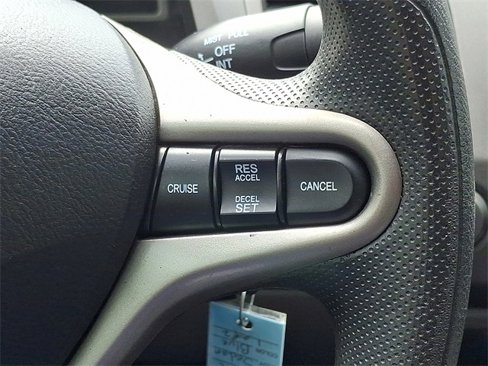 MIST PULL
OFF
INT
CRUISE
RES
ACCEL
DECEL
SET
CANCEL